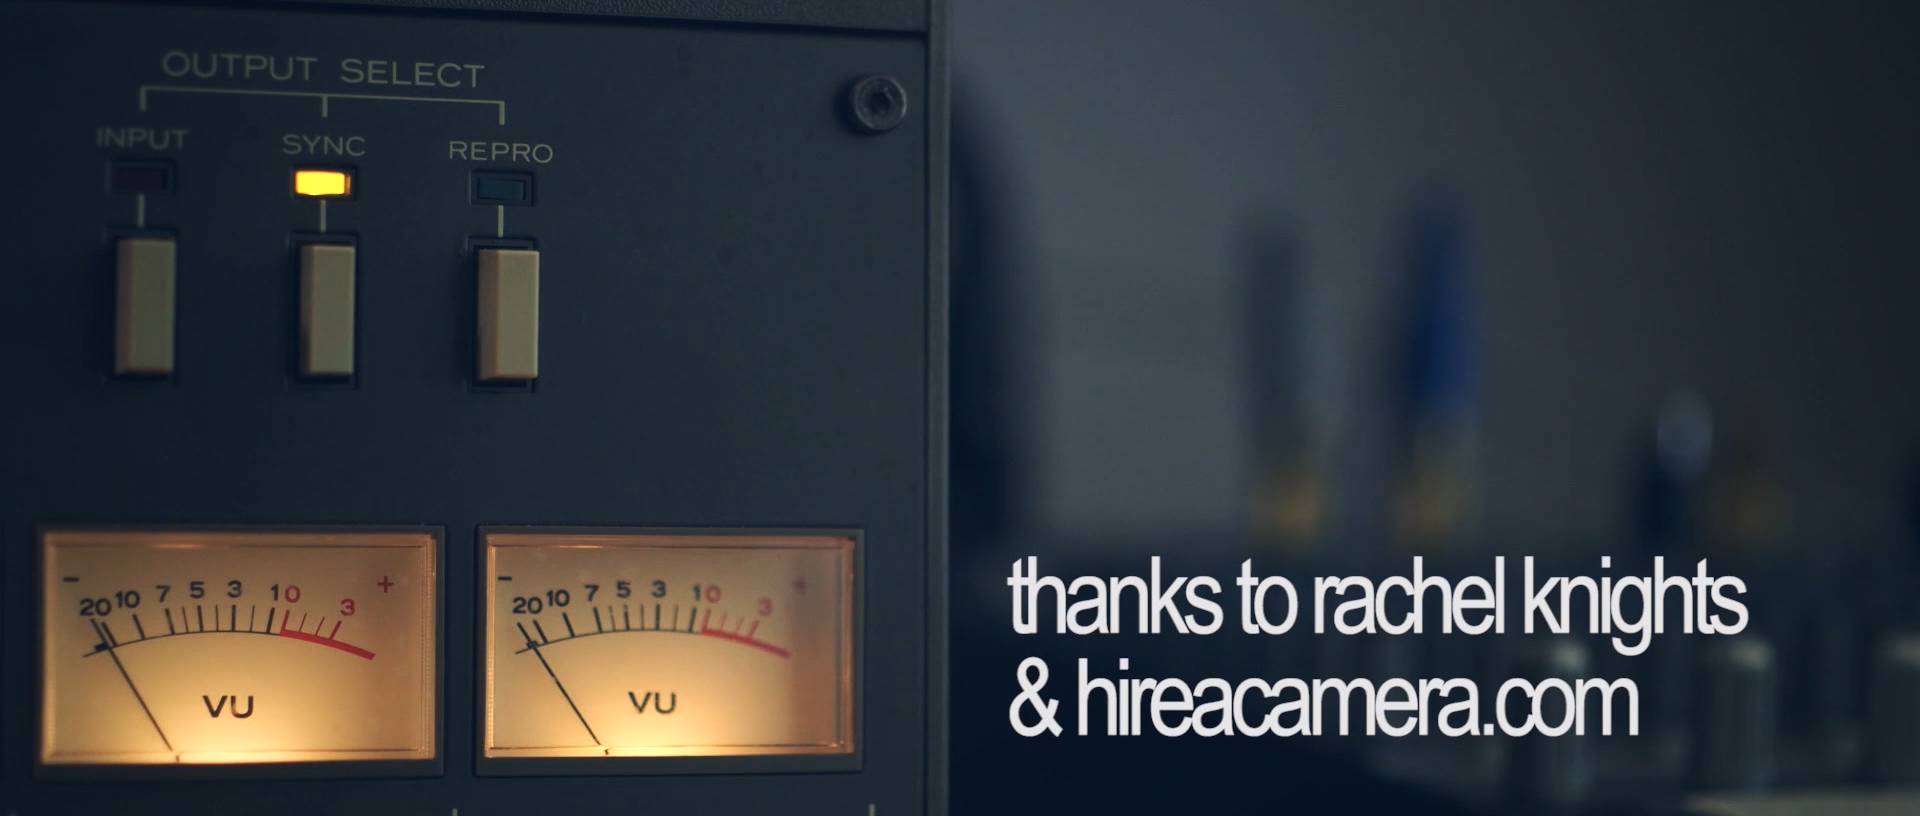 OUTPUT SELECT
INPUT SYNC REPRO
- 20 10 7 5 3 1 0 3 +
VU
- 20 10 7 5 3 1 0 3 +
VU
thanks to rachel knights
& hireacamera.com